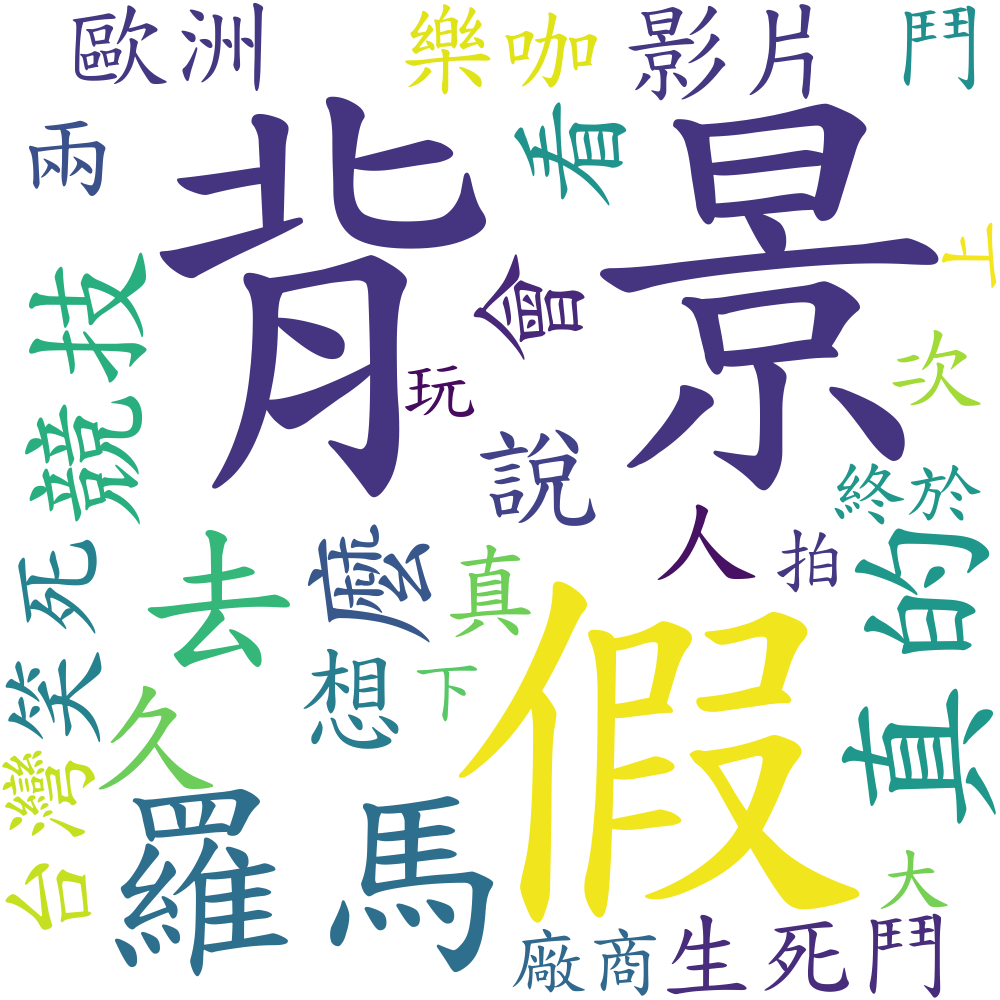 歐洲
樂咖
影片
鬥
兩
背景
看
會
上
競技
玩
次
說
終於
人
拍
真的
笑死
去
麼
真
假
想
下
久
台灣
羅馬
大
廠商
生死鬥